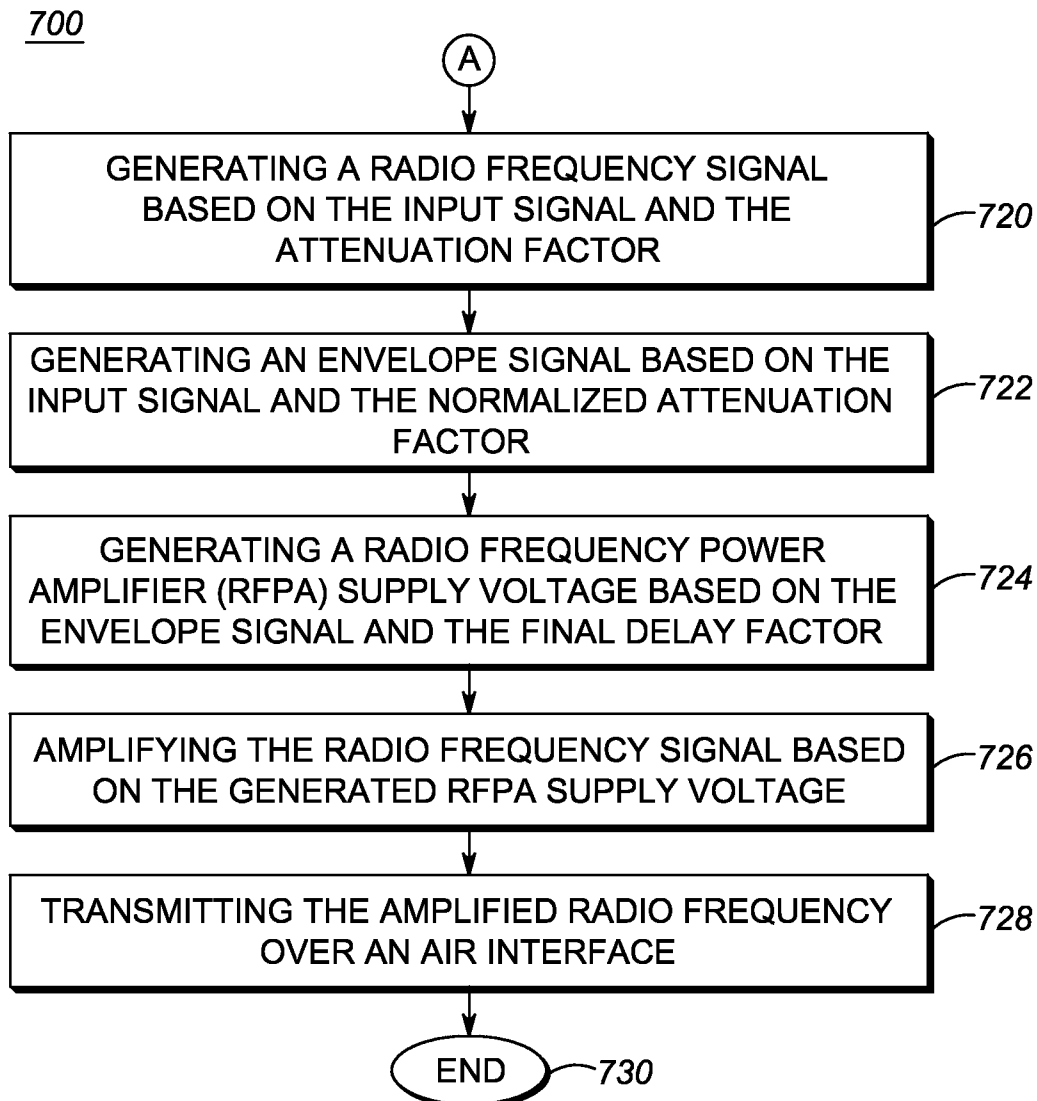 700
A
GENERATING A RADIO FREQUENCY SIGNAL
BASED ON THE INPUT SIGNAL AND THE
ATTENUATION FACTOR
720
GENERATING AN ENVELOPE SIGNAL BASED ON THE
INPUT SIGNAL AND THE NORMALIZED ATTENUATION
FACTOR
722
GENERATING A RADIO FREQUENCY POWER
AMPLIFIER (RFPA) SUPPLY VOLTAGE BASED ON THE
ENVELOPE SIGNAL AND THE FINAL DELAY FACTOR
724
AMPLIFYING THE RADIO FREQUENCY SIGNAL BASED
ON THE GENERATED RFPA SUPPLY VOLTAGE
726
TRANSMITTING THE AMPLIFIED RADIO FREQUENCY
OVER AN AIR INTERFACE
728
END
730